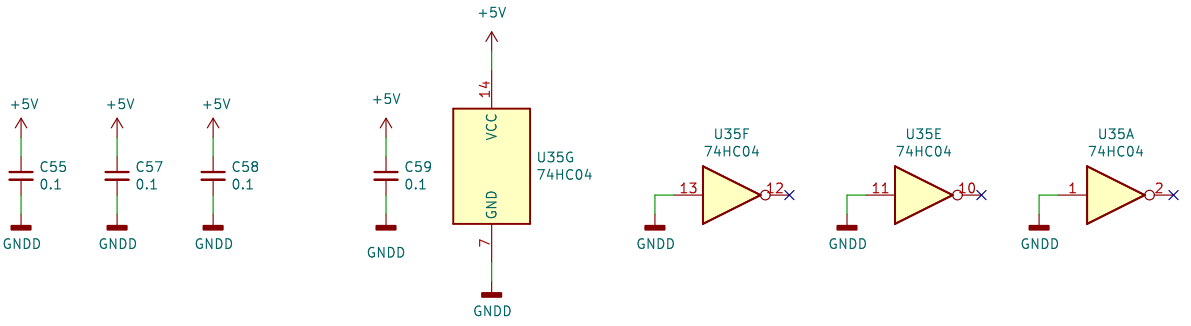 +5V
C55
0.1
GNDD
+5V
C57
0.1
GNDD
+5V
C58
0.1
GNDD
+5V
C59
0.1
GNDD
+5V
14
VCC
U35G
74HC04
GND
7
GNDD
U35F
74HC04
13
12
GNDD
U35E
74HC04
11
10
GNDD
U35A
74HC04
1
2
GNDD